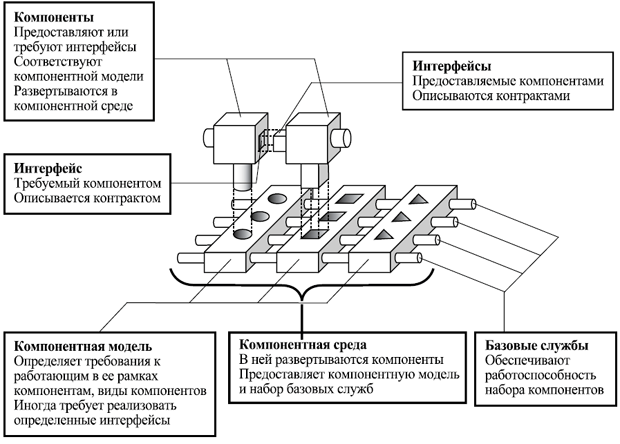 Компоненты
Предоставляют или
требуют интерфейсы
Соответствуют
компонентной модели
Развертываются в
компонентной среде
Интерфейсы
Предоставляемые компонентами
Описываются контрактами
Интерфейс
Требуемый компонентом
Описывается контрактом
Компонентная модель
Определяет требования к
работающим в ее рамках
компонентам, виды компонентов
Иногда требует реализовать
определенные интерфейсы
Компонентная среда
В ней развертываются компоненты
Предоставляет компонентную модель
и набор базовых служб
Базовые службы
Обеспечивают
работоспособность
набора компонентов